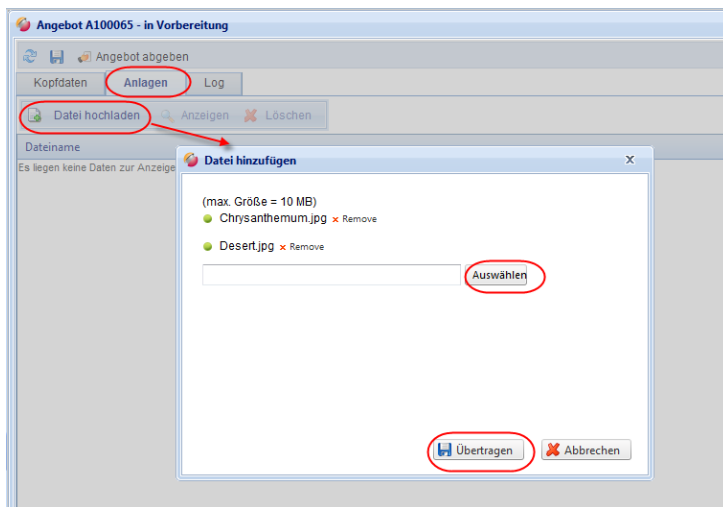 Angebot A100065 - in Vorbereitung
Angebot abgeben
Kopfdaten Anlagen Log
Datei hochladen Anzeigen Löschen
Dateiname
Es liegen keine Daten zur Anzeige
Datei hinzufügen x
(max. Größe = 10 MB)
Chrysanthemum.jpg x Remove
Desert.jpg x Remove
Auswählen
Übertragen Abbrechen